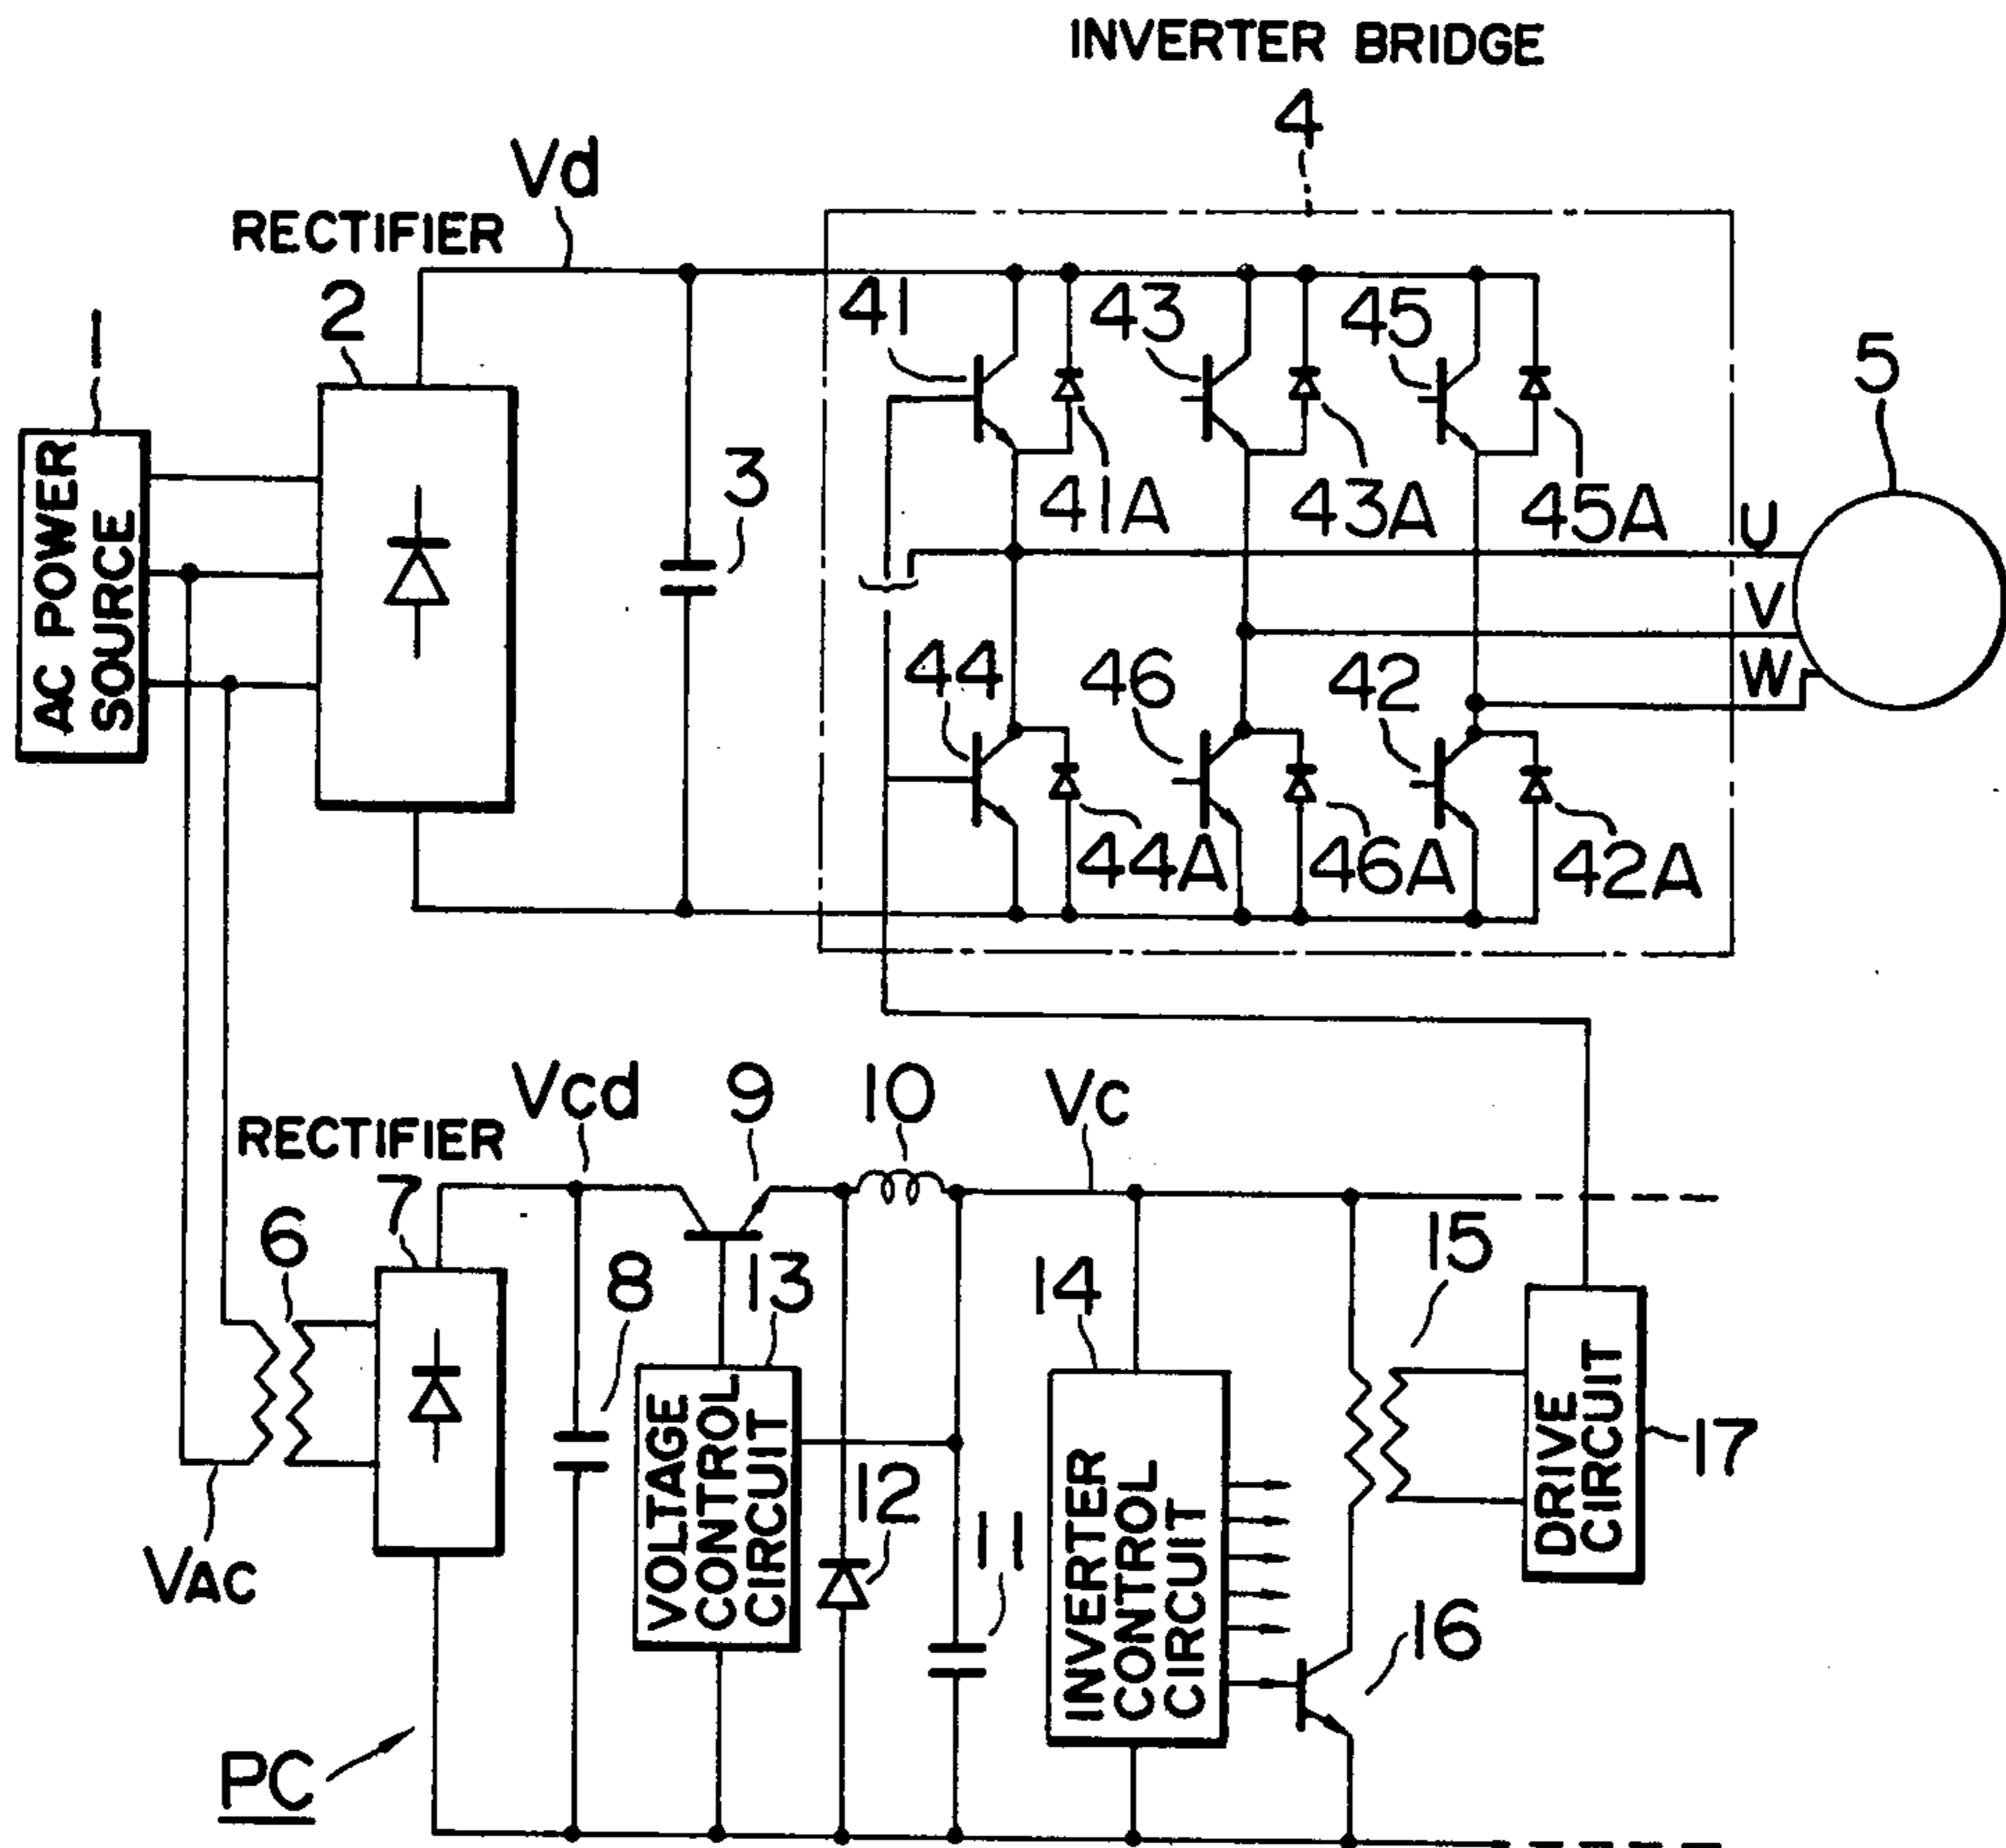 INVERTER BRIDGE
4
Vd
RECTIFIER
2
1
AC POWER
SOURCE
3
41
43
45
5
41A
43A
45A
U
V
W
44
46
42
44A
46A
42A
Vcd
9
10
Vc
RECTIFIER
7
6
8
13
14
15
VAC
VOLTAGE
CONTROL
CIRCUIT
12
11
INVERTER
CONTROL
CIRCUIT
DRIVE
CIRCUIT
17
16
PC